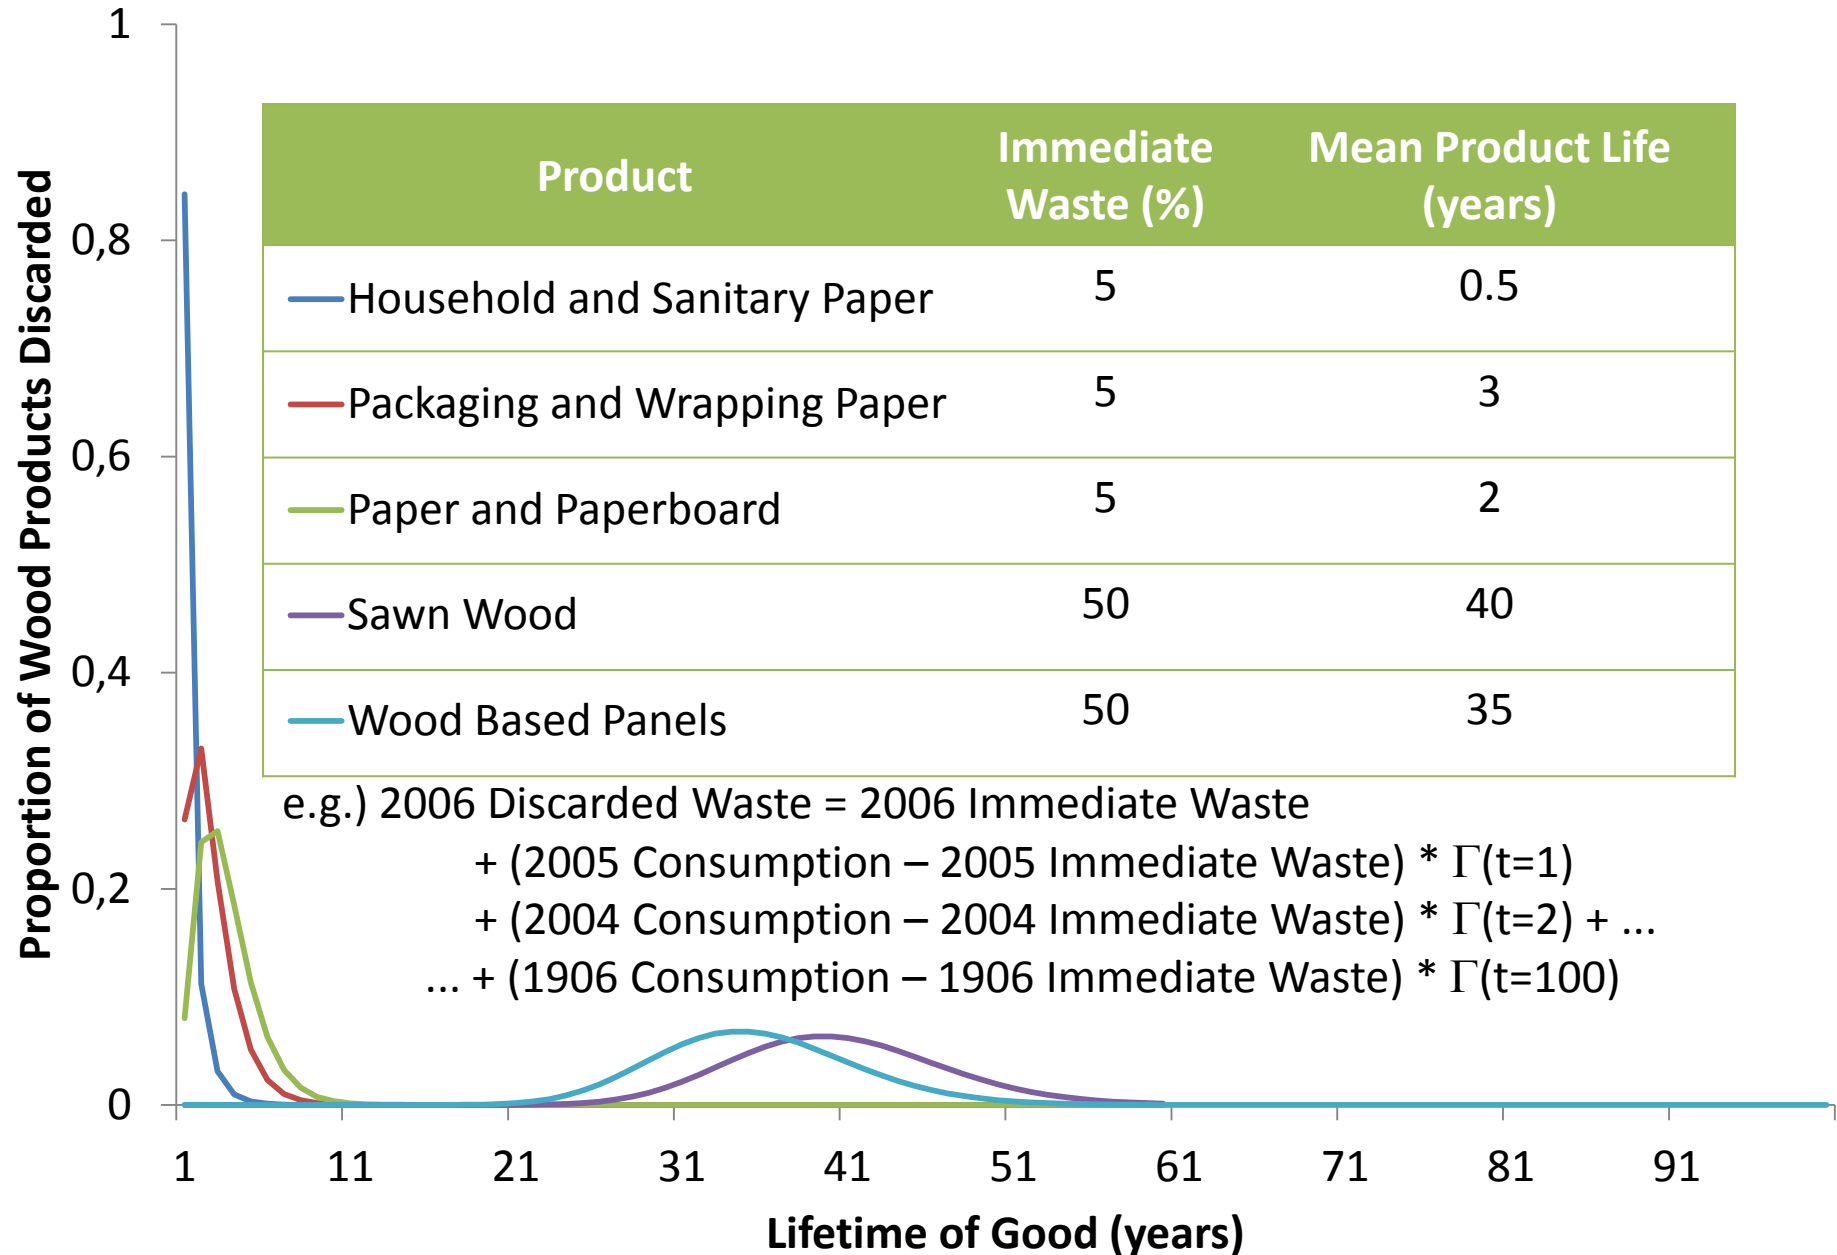 1
0,8
0,6
0,4
0,2
0
Proportion of Wood Products Discarded
Product
Immediate
Waste (%)
Mean Product Life
(years)
Household and Sanitary Paper 5 0.5
Packaging and Wrapping Paper 5 3
Paper and Paperboard 5 2
Sawn Wood 50 40
Wood Based Panels 50 35
e.g.) 2006 Discarded Waste = 2006 Immediate Waste
+ (2005 Consumption – 2005 Immediate Waste) * Γ(t=1)
+ (2004 Consumption – 2004 Immediate Waste) * Γ(t=2) + ...
... + (1906 Consumption – 1906 Immediate Waste) * Γ(t=100)
1 11 21 31 41 51 61 71 81 91
Lifetime of Good (years)